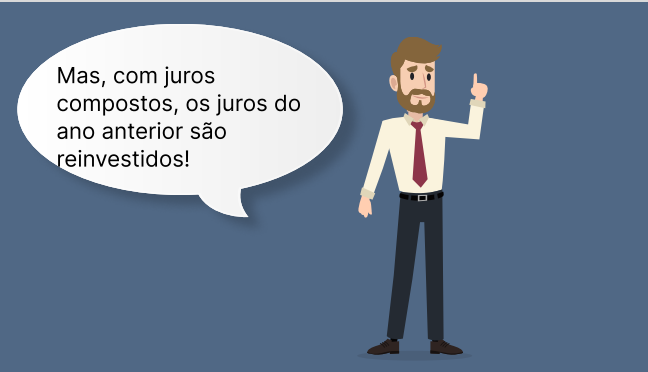 Mas, com juros
compostos, os juros do
ano anterior são
reinvestidos!